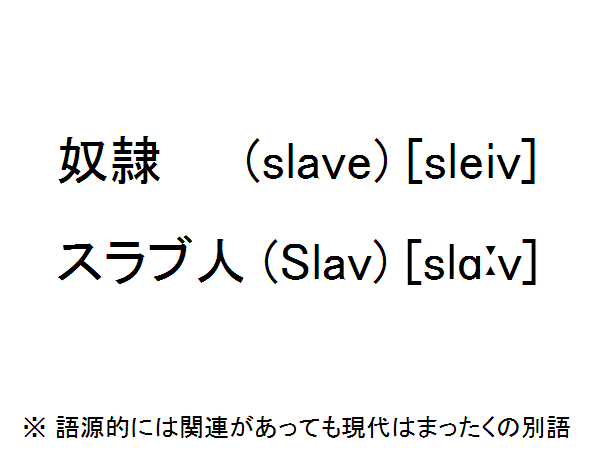 奴隷 (slave) [sleiv]
スラブ人 (Slav) [slɑːv]
※ 語源的には関連があっても現代はまったくの別語